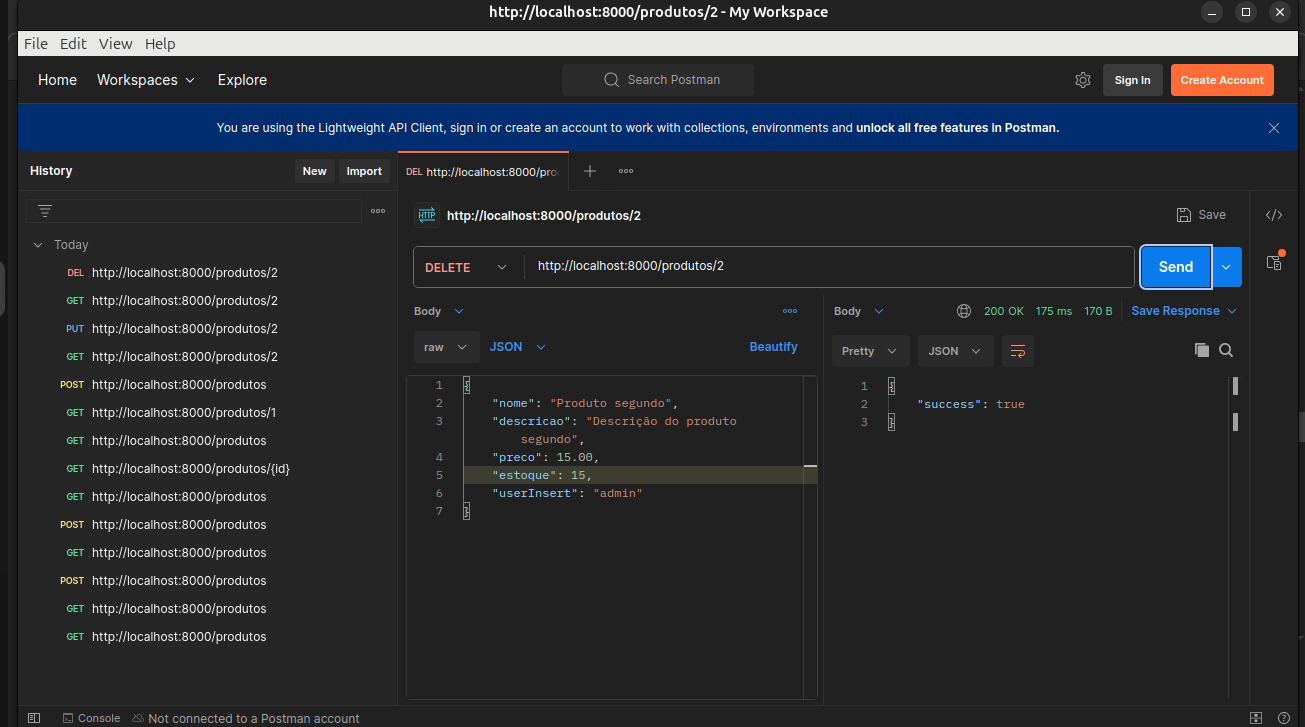 http://localhost:8000/produtos/2 - My Workspace
File Edit View Help
Home Workspaces Explore Search Postman Sign In Create Account
You are using the Lightweight API Client, sign in or create an account to work with collections, environments and unlock all free features in Postman.
History New Import
DEL http://localhost:8000/pro
http://localhost:8000/produtos/2 Save
Today
DEL http://localhost:8000/produtos/2
GET http://localhost:8000/produtos/2
PUT http://localhost:8000/produtos/2
GET http://localhost:8000/produtos/2
POST http://localhost:8000/produtos
GET http://localhost:8000/produtos/1
GET http://localhost:8000/produtos
GET http://localhost:8000/produtos/{id}
GET http://localhost:8000/produtos
POST http://localhost:8000/produtos
GET http://localhost:8000/produtos
POST http://localhost:8000/produtos
GET http://localhost:8000/produtos
GET http://localhost:8000/produtos
DELETE http://localhost:8000/produtos/2 Send
Body
raw JSON Beautify
1 {
2 "nome": "Produto segundo",
3 "descricao": "Descrição do produto
segundo",
4 "preco": 15.00,
5 "estoque": 15,
6 "userInsert": "admin"
7 }
Body 200 OK 175 ms 170 B Save Response
Pretty JSON
1 {
2 "success": true
3 }
Console Not connected to a Postman account